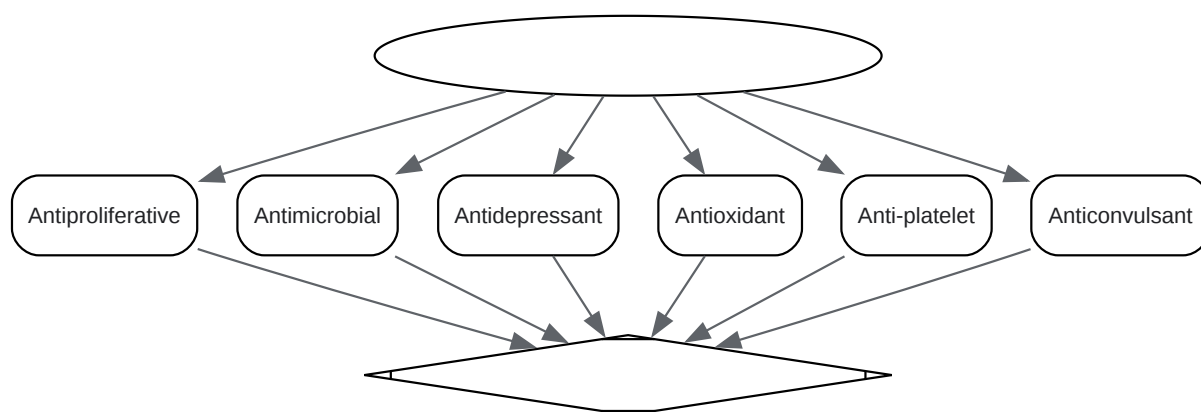 Antiproliferative
Antimicrobial
Antidepressant
Antioxidant
Anti-platelet
Anticonvulsant